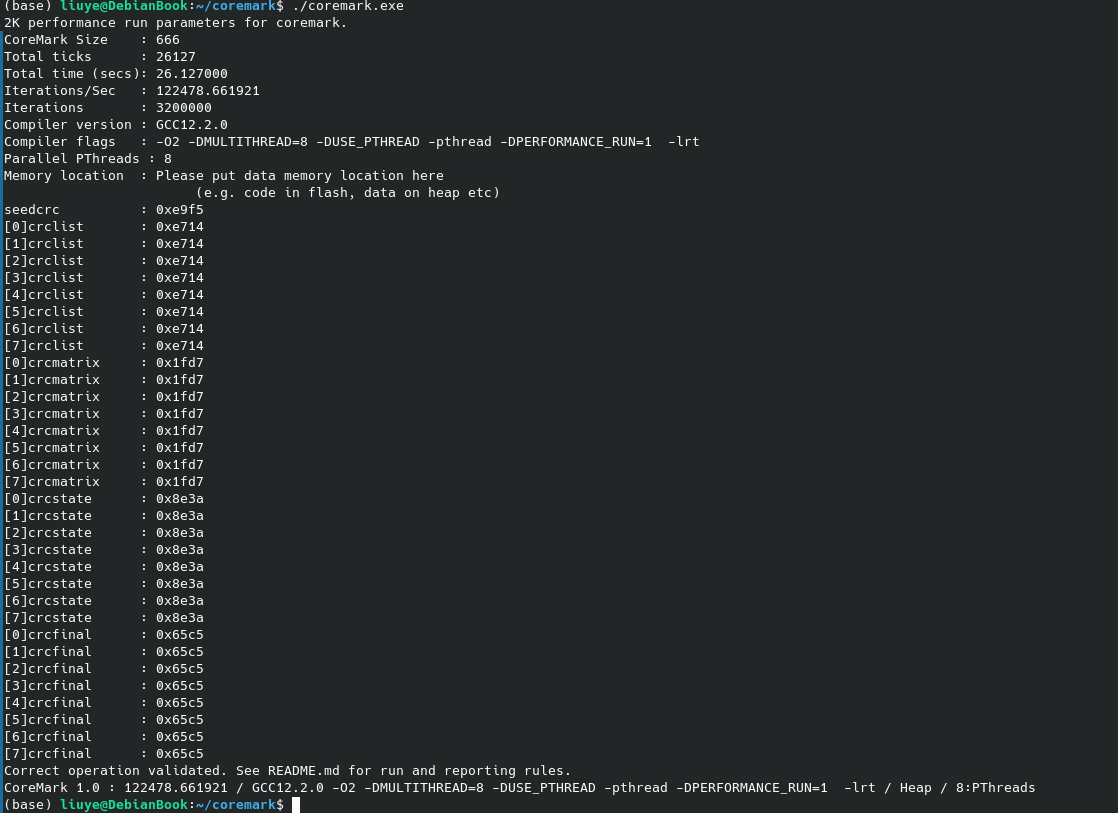 (base) liuye@DebianBook:~/coremark$ ./coremark.exe
2K performance run parameters for coremark.
CoreMark Size    : 666
Total ticks      : 26127
Total time (secs): 26.127000
Iterations/Sec   : 122478.661921
Iterations       : 3200000
Compiler version : GCC12.2.0
Compiler flags   : -O2 -DMULTITHREAD=8 -DUSE_PTHREAD -pthread -DPERFORMANCE_RUN=1  -lrt
Parallel PThreads : 8
Memory location  : Please put data memory location here
                        (e.g. code in flash, data on heap etc)
seedcrc          : 0xe9f5
[0]crclist       : 0xe714
[1]crclist       : 0xe714
[2]crclist       : 0xe714
[3]crclist       : 0xe714
[4]crclist       : 0xe714
[5]crclist       : 0xe714
[6]crclist       : 0xe714
[7]crclist       : 0xe714
[0]crcmatrix     : 0x1fd7
[1]crcmatrix     : 0x1fd7
[2]crcmatrix     : 0x1fd7
[3]crcmatrix     : 0x1fd7
[4]crcmatrix     : 0x1fd7
[5]crcmatrix     : 0x1fd7
[6]crcmatrix     : 0x1fd7
[7]crcmatrix     : 0x1fd7
[0]crcstate      : 0x8e3a
[1]crcstate      : 0x8e3a
[2]crcstate      : 0x8e3a
[3]crcstate      : 0x8e3a
[4]crcstate      : 0x8e3a
[5]crcstate      : 0x8e3a
[6]crcstate      : 0x8e3a
[7]crcstate      : 0x8e3a
[0]crcfinal      : 0x65c5
[1]crcfinal      : 0x65c5
[2]crcfinal      : 0x65c5
[3]crcfinal      : 0x65c5
[4]crcfinal      : 0x65c5
[5]crcfinal      : 0x65c5
[6]crcfinal      : 0x65c5
[7]crcfinal      : 0x65c5
Correct operation validated. See README.md for run and reporting rules.
CoreMark 1.0 : 122478.661921 / GCC12.2.0 -O2 -DMULTITHREAD=8 -DUSE_PTHREAD -pthread -DPERFORMANCE_RUN=1  -lrt / Heap / 8:PThreads
(base) liuye@DebianBook:~/coremark$